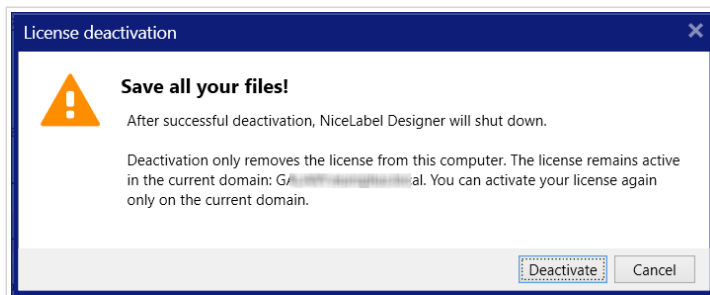 License deactivation
Save all your files!
After successful deactivation, NiceLabel Designer will shut down.
Deactivation only removes the license from this computer. The license remains active
in the current domain: al. You can activate your license again
only on the current domain.
Deactivate Cancel